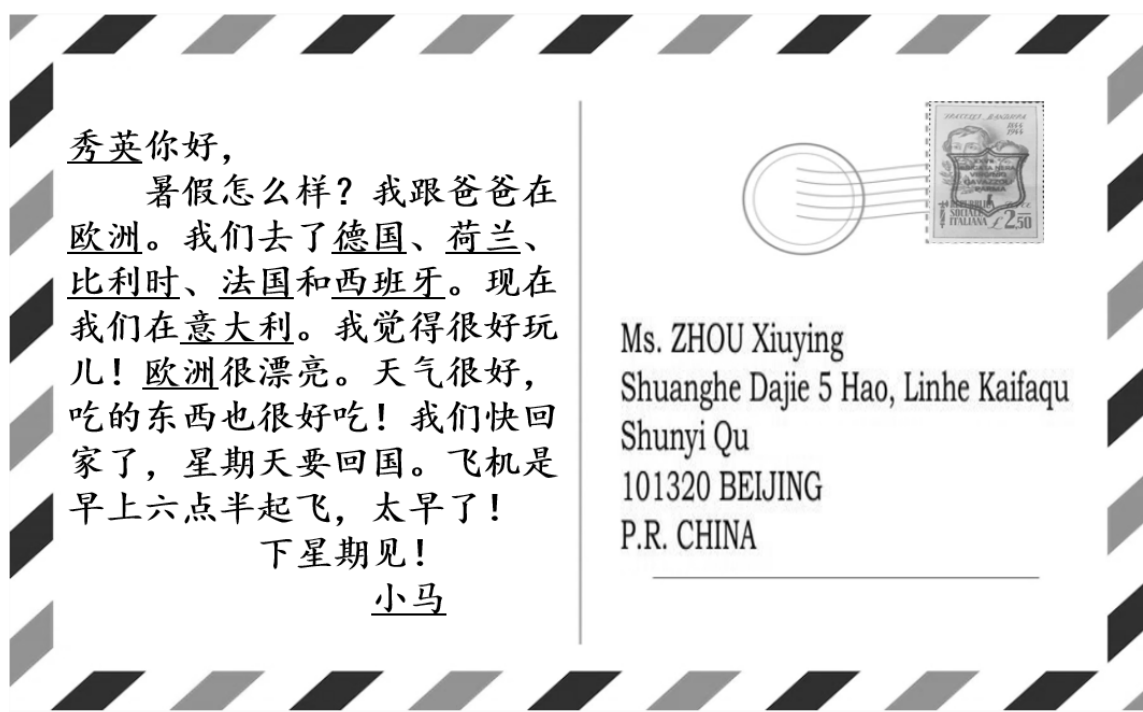 秀英你好，
暑假怎么样？我跟爸爸在
欧洲。我们去了德国、荷兰、
比利时、法国和西班牙。现在
我们在意大利。我觉得很好玩
儿！欧洲很漂亮。天气很好，
吃的东西也很好吃！我们快回
家了，星期天要回国。飞机是
早上六点半起飞，太早了！
下星期见！
小马
1944
SOCIALE
ITALIANA
£2,50
Ms. ZHOU Xiuying
Shuanghe Dajie 5 Hao, Linhe Kaifaqu
Shunyi Qu
101320 BEIJING
P.R. CHINA